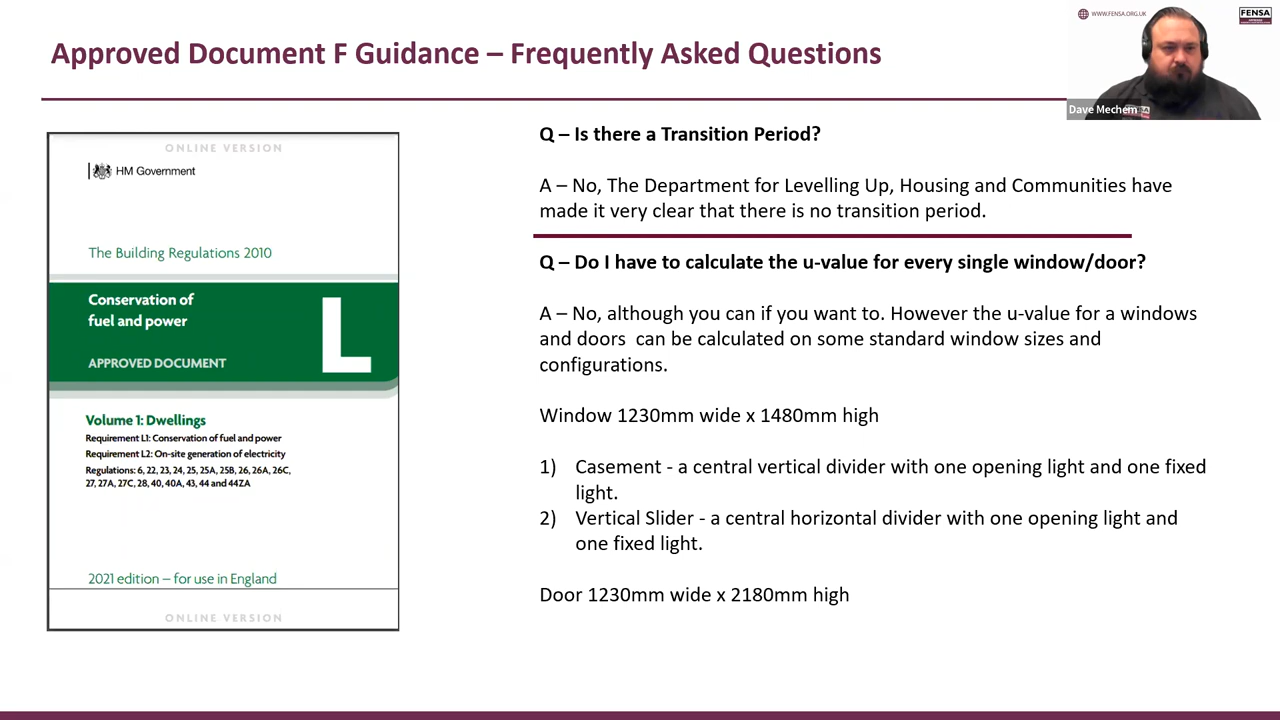 WWW.FENSA.ORG.UK
FENSA
Approved Document F Guidance – Frequently Asked Questions
Dave Mechem
ONLINE VERSION
HM Government
The Building Regulations 2010
Conservation of
fuel and power
L
APPROVED DOCUMENT
Volume 1: Dwellings
Requirement L1: Conservation of fuel and power
Requirement L2: On-site generation of electricity
Regulations: 6, 22, 23, 24, 25, 25A, 25B, 26, 26A, 26C,
27, 27A, 27C, 28, 40, 40A, 43, 44 and 44ZA
2021 edition – for use in England
ONLINE VERSION
Q – Is there a Transition Period?
A – No, The Department for Levelling Up, Housing and Communities have
made it very clear that there is no transition period.
Q – Do I have to calculate the u-value for every single window/door?
A – No, although you can if you want to. However the u-value for a windows
and doors  can be calculated on some standard window sizes and
configurations.
Window 1230mm wide x 1480mm high
1) Casement - a central vertical divider with one opening light and one fixed
light.
2) Vertical Slider - a central horizontal divider with one opening light and
one fixed light.
Door 1230mm wide x 2180mm high